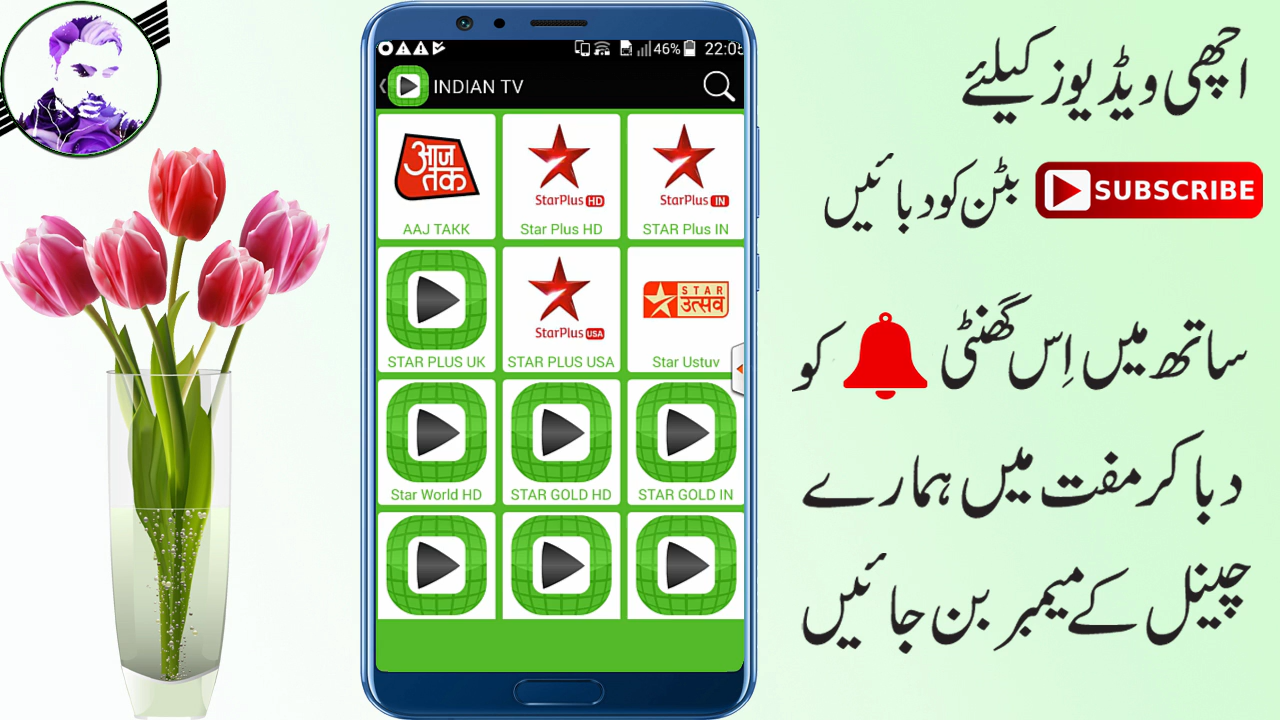 46% 22:05
INDIAN TV
आज तक
StarPlus HD
StarPlus IN
AAJ TAKK
Star Plus HD
STAR Plus IN
StarPlus USA
STAR उत्सव
STAR PLUS UK
STAR PLUS USA
Star Ustuv
Star World HD
STAR GOLD HD
STAR GOLD IN
اچھی ویڈیوز کیلئے
SUBSCRIBE بٹن کو دبائیں
ساتھ میں اِس گھنٹی کو
دبا کر مفت میں ہمارے
چینل کے میمبر بن جائیں